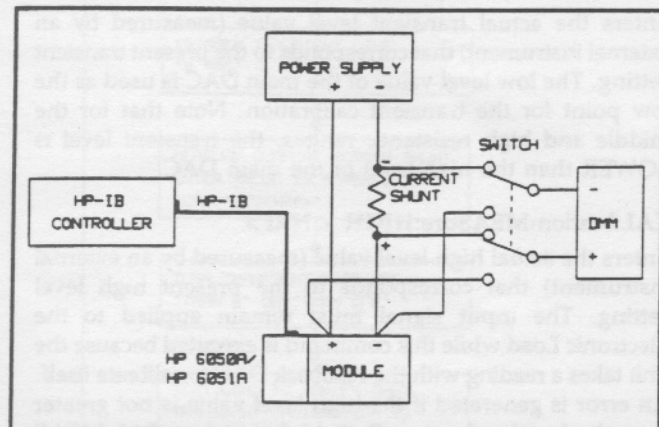 POWER SUPPLY
+ -
SWITCH
-
CURRENT
SHUNT
+
-
DMM
+
HP-IB
CONTROLLER
HP-IB
HP 6050A/
HP 6051A
+ -
MODULE